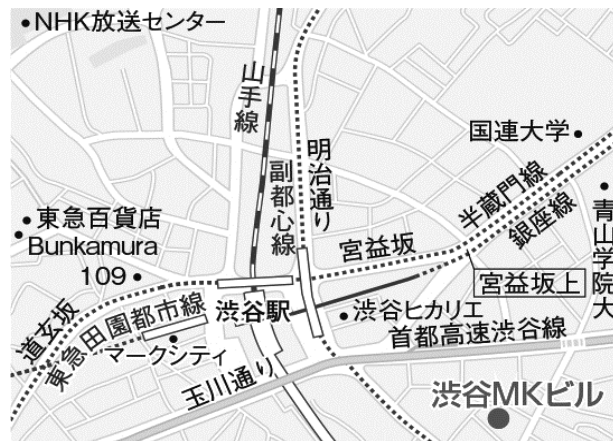 NHK放送センター
山手線
副都心線
明治通り
国連大学
半蔵門線
銀座線
青山学院大
東急百貨店
Bunkamura
109
宮益坂
宮益坂上
道玄坂
東急田園都市線
渋谷駅
渋谷ヒカリエ
マークシティ
首都高速渋谷線
玉川通り
渋谷MKビル